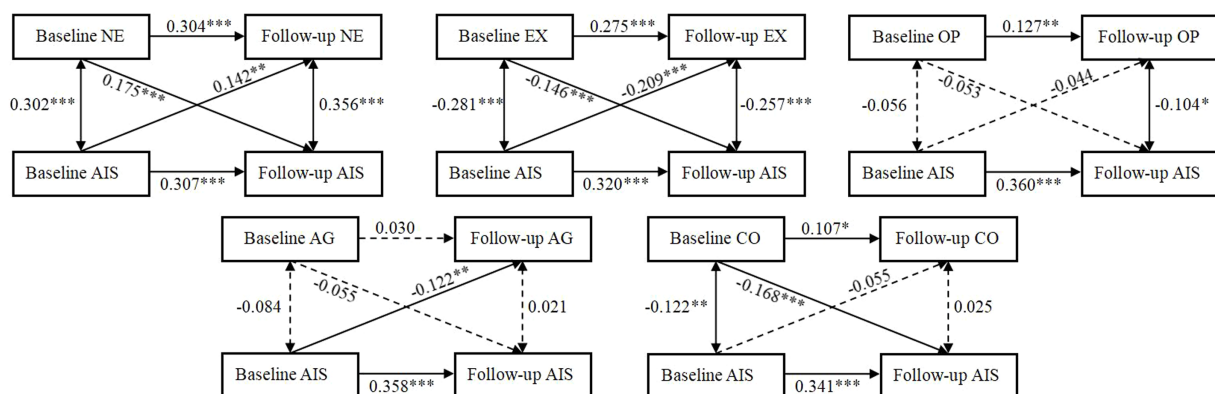 Baseline NE
0.304***
Follow-up NE
0.302***
0.175***
0.142**
0.356***
Baseline AIS
0.307***
Follow-up AIS
Baseline EX
0.275***
Follow-up EX
-0.281***
-0.146***
-0.209***
-0.257***
Baseline AIS
0.320***
Follow-up AIS
Baseline OP
0.127**
Follow-up OP
-0.056
-0.053
-0.044
-0.104*
Baseline AIS
0.360***
Follow-up AIS
Baseline AG
0.030
Follow-up AG
-0.084
-0.055
-0.122**
0.021
Baseline AIS
0.358***
Follow-up AIS
Baseline CO
0.107*
Follow-up CO
-0.122**
-0.168***
-0.055
0.025
Baseline AIS
0.341***
Follow-up AIS